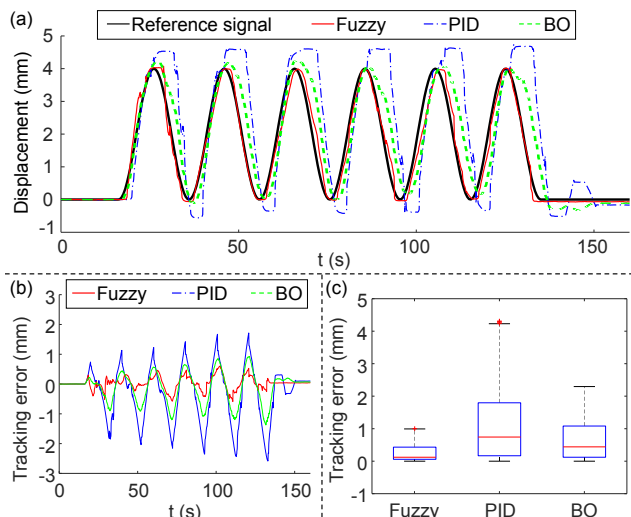 (a)
Reference signal Fuzzy PID BO
Displacement (mm)
5
4
3
2
1
0
-1
0 50 100 150
t (s)
(b)
Fuzzy PID BO
Tracking error (mm)
3
2
1
0
-1
-2
-3
0 50 100 150
t (s)
(c)
Tracking error (mm)
5
4
3
2
1
0
-1
Fuzzy PID BO